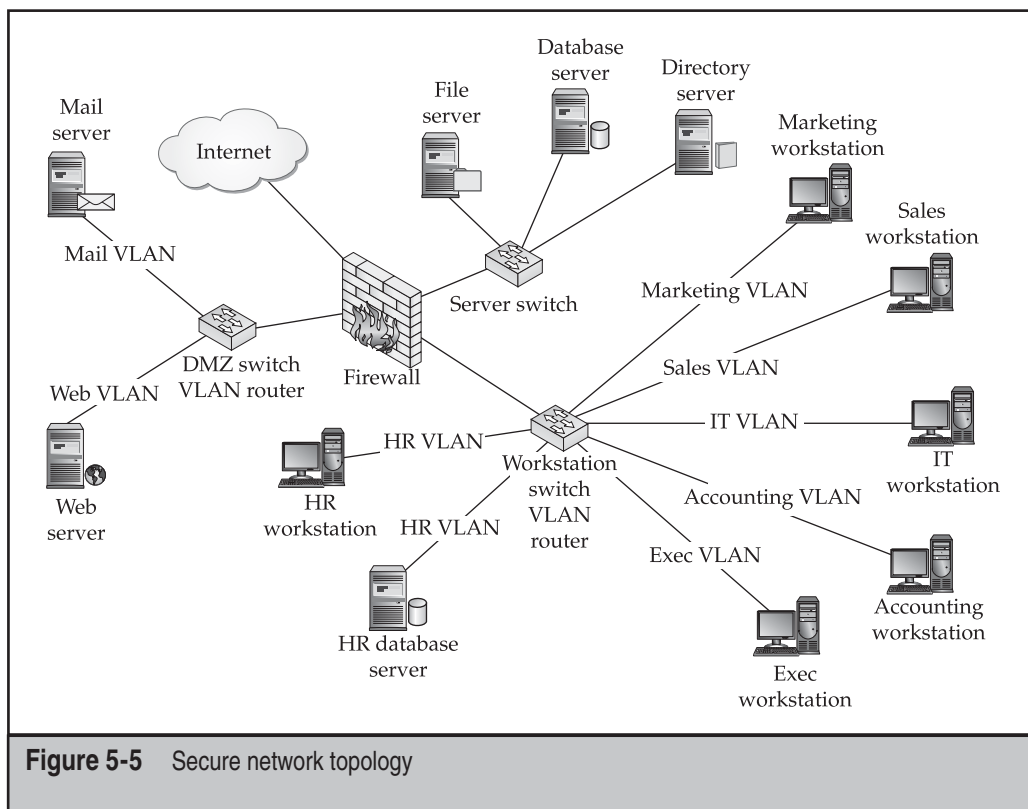 Database
server
File
server
Directory
server
Mail
server
Internet
Marketing
workstation
Sales
workstation
Mail VLAN
Server switch
Marketing VLAN
DMZ switch
VLAN router
Firewall
Sales VLAN
Web VLAN
HR VLAN
IT VLAN
Workstation
switch
VLAN
router
IT
workstation
Web
server
HR
workstation
HR VLAN
Accounting VLAN
Exec VLAN
Accounting
workstation
HR database
server
Exec
workstation
Figure 5-5 Secure network topology